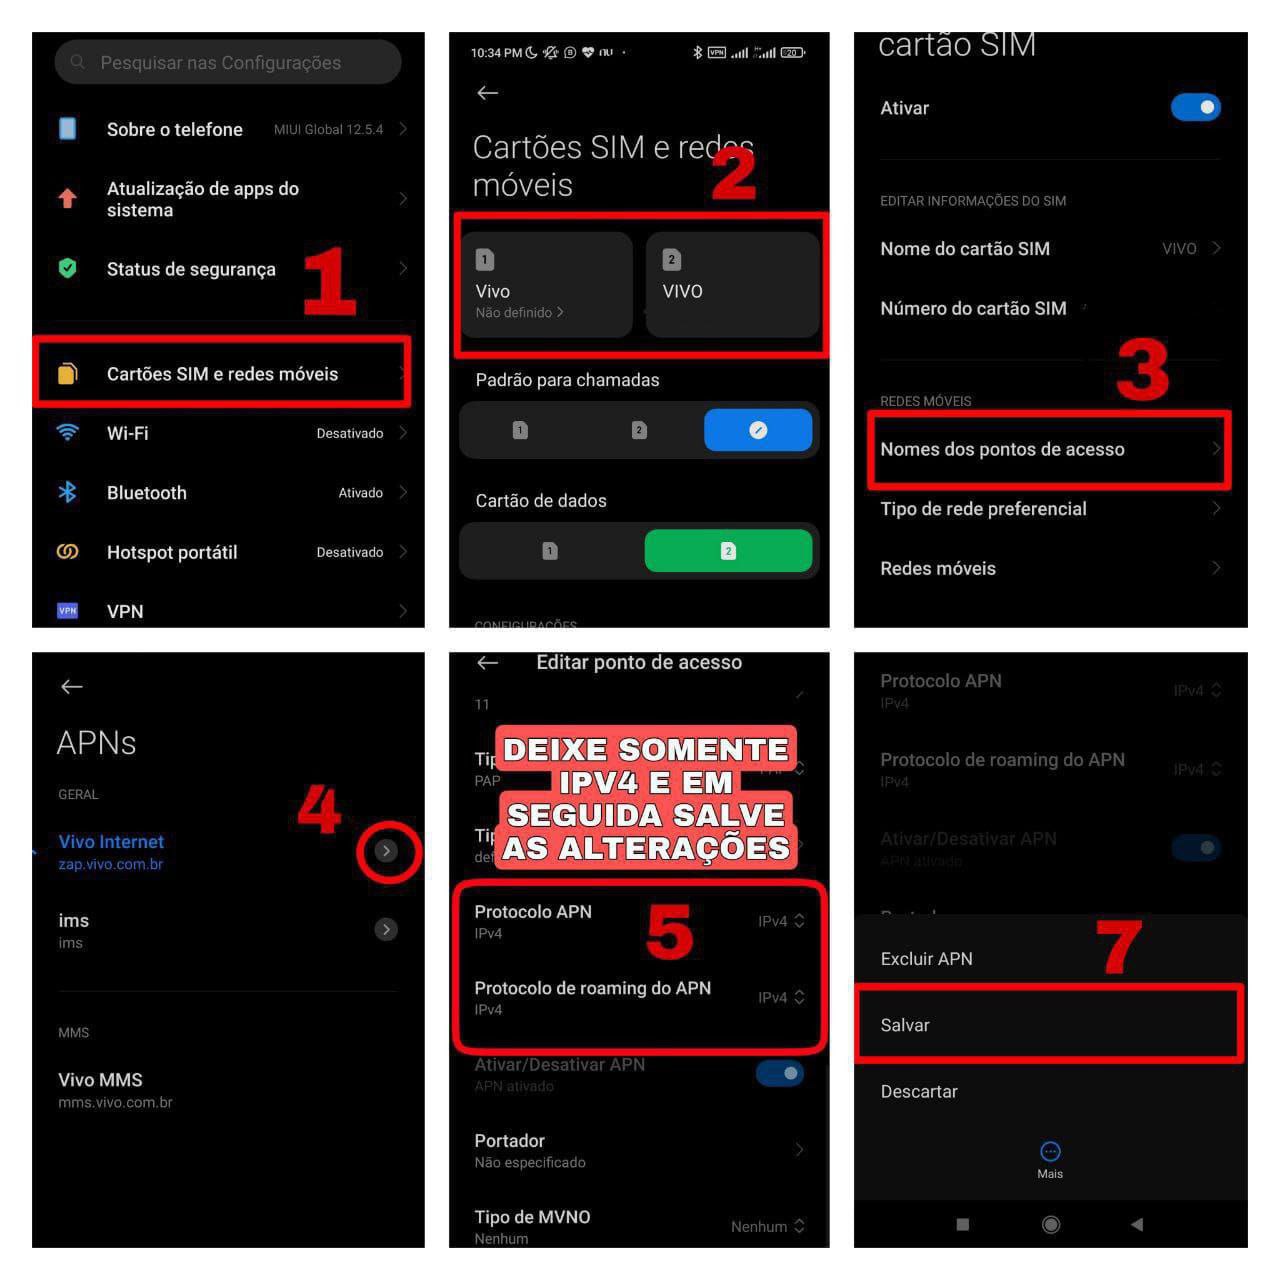 Pesquisar nas Configurações
Sobre o telefone MIUI Global 12.5.4
Atualização de apps do
sistema
Status de segurança
1
Cartões SIM e redes móveis
Wi-Fi Desativado
Bluetooth Ativado
Hotspot portátil Desativado
VPN VPN
10:34 PM VPN 20
Cartões SIM e redes
móveis
2
1 2
Vivo VIVO
Não definido
Padrão para chamadas
1 2
Cartão de dados
1 2
CONFIGURAÇÕES
cartão SIM
Ativar
EDITAR INFORMAÇÕES DO SIM
Nome do cartão SIM VIVO
Número do cartão SIM
3
REDES MÓVEIS
Nomes dos pontos de acesso
Tipo de rede preferencial
Redes móveis
APNs
GERAL
4
Vivo Internet
zap.vivo.com.br
ims
ims
MMS
Vivo MMS
mms.vivo.com.br
Editar ponto de acesso
11
DEIXE SOMENTE
IPV4 E EM
SEGUIDA SALVE
AS ALTERAÇÕES
PAP
Protocolo APN
IPv4 IPv4
5
Protocolo de roaming do APN
IPv4 IPv4
Ativar/Desativar APN
APN ativado
Portador
Não especificado
Tipo de MVNO
Nenhum Nenhum
Protocolo APN
IPv4 IPv4
Protocolo de roaming do APN
IPv4 IPv4
Ativar/Desativar APN
APN ativado
7
Excluir APN
Salvar
Descartar
Mais